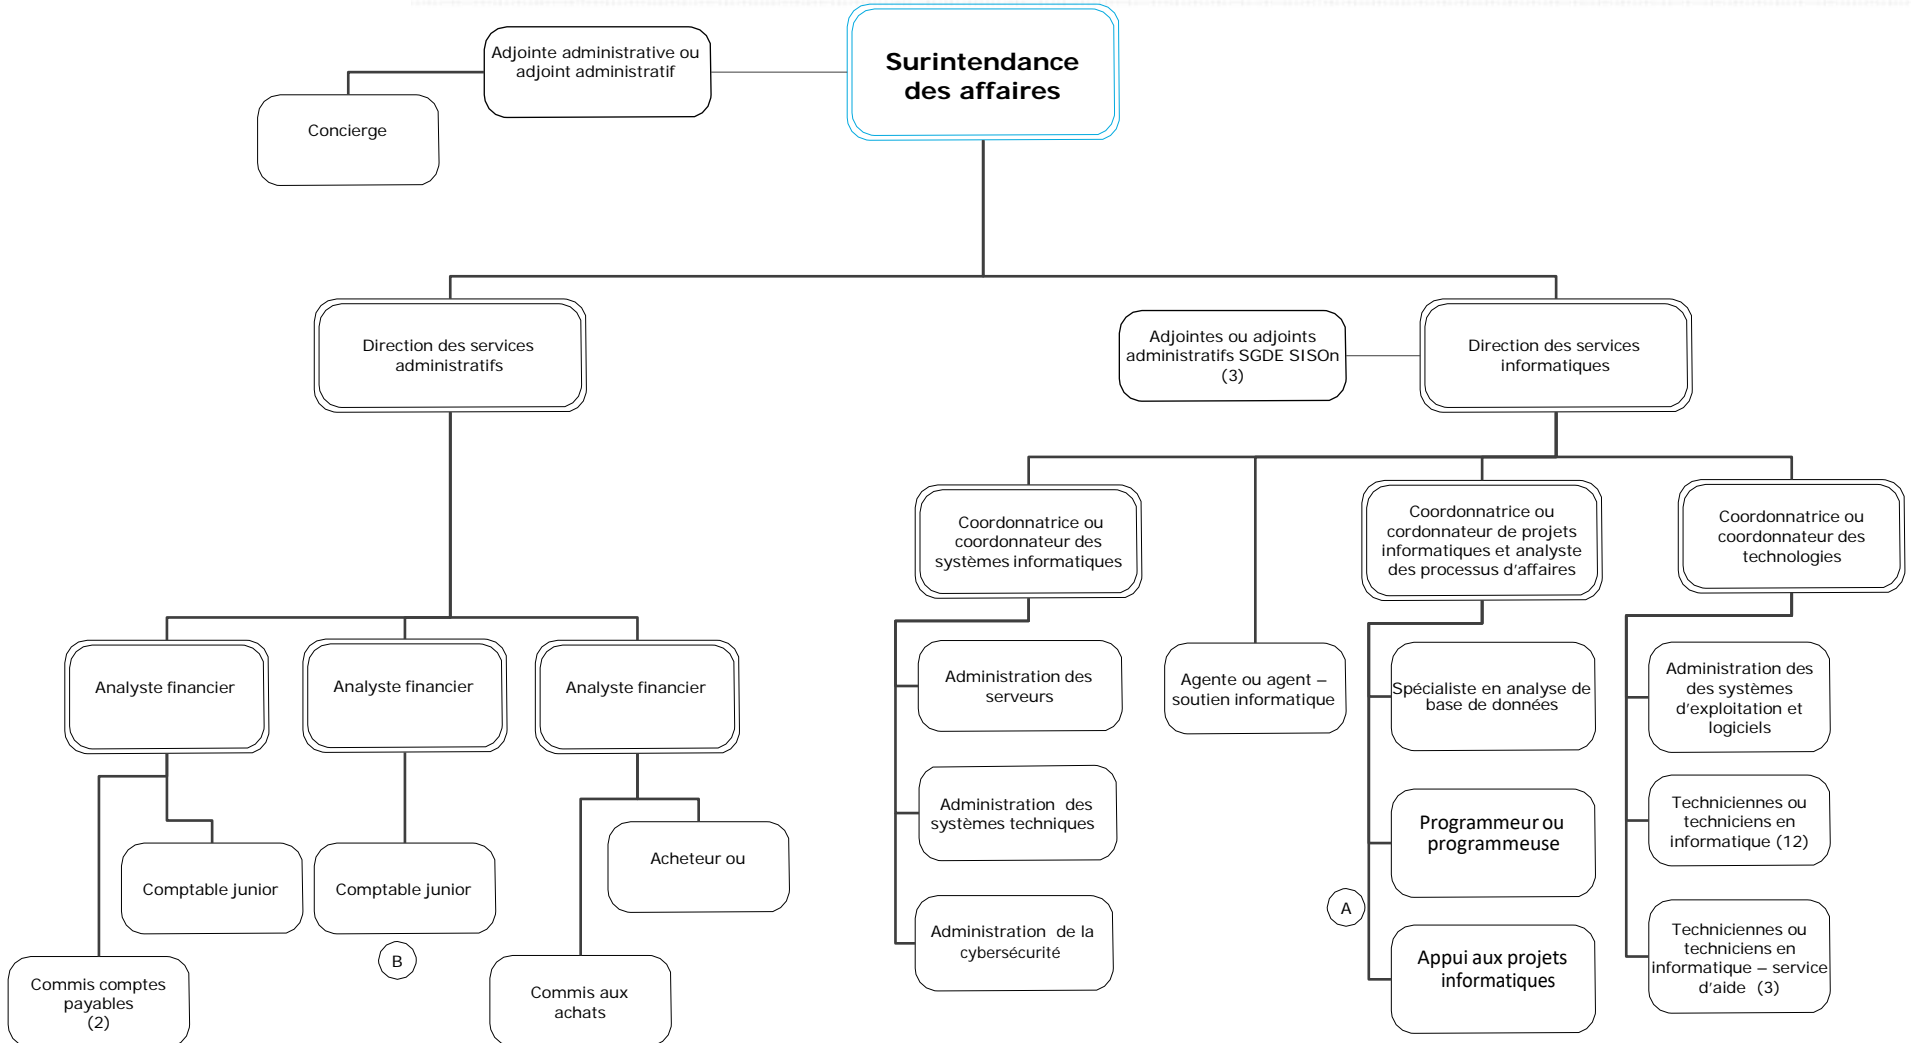 Surintendance
des affaires
Adjointe administrative ou
adjoint administratif
Concierge
Direction des services
administratifs
Adjointes ou adjoints
administratifs SGDE SISOn
(3)
Direction des services
informatiques
Coordonnatrice ou
coordonnateur des
systèmes informatiques
Coordonnatrice ou
cordonnateur de projets
informatiques et analyste
des processus d'affaires
Coordonnatrice ou
coordonnateur des
technologies
Analyste financier
Analyste financier
Analyste financier
Administration des
serveurs
Agente ou agent –
soutien informatique
Spécialiste en analyse de
base de données
Administration des
des systèmes
d'exploitation et
logiciels
Administration  des
systèmes techniques
Programmeur ou
programmeuse
Techniciennes ou
techniciens en
informatique (12)
Comptable junior
Comptable junior
Acheteur ou
A
B
Administration  de la
cybersécurité
Appui aux projets
informatiques
Techniciennes ou
techniciens en
informatique – service
d'aide  (3)
Commis comptes
payables
(2)
Commis aux
achats